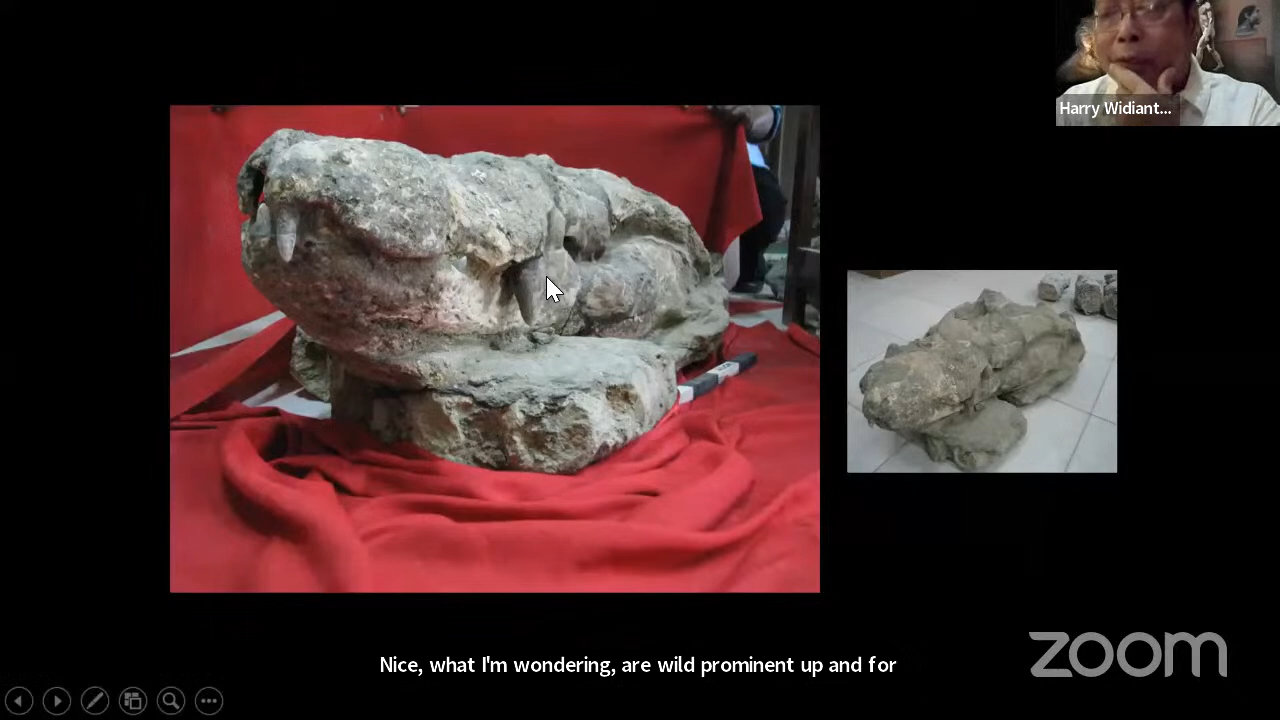 Harry Widiant...
Nice, what I'm wondering, are wild prominent up and for
zoom